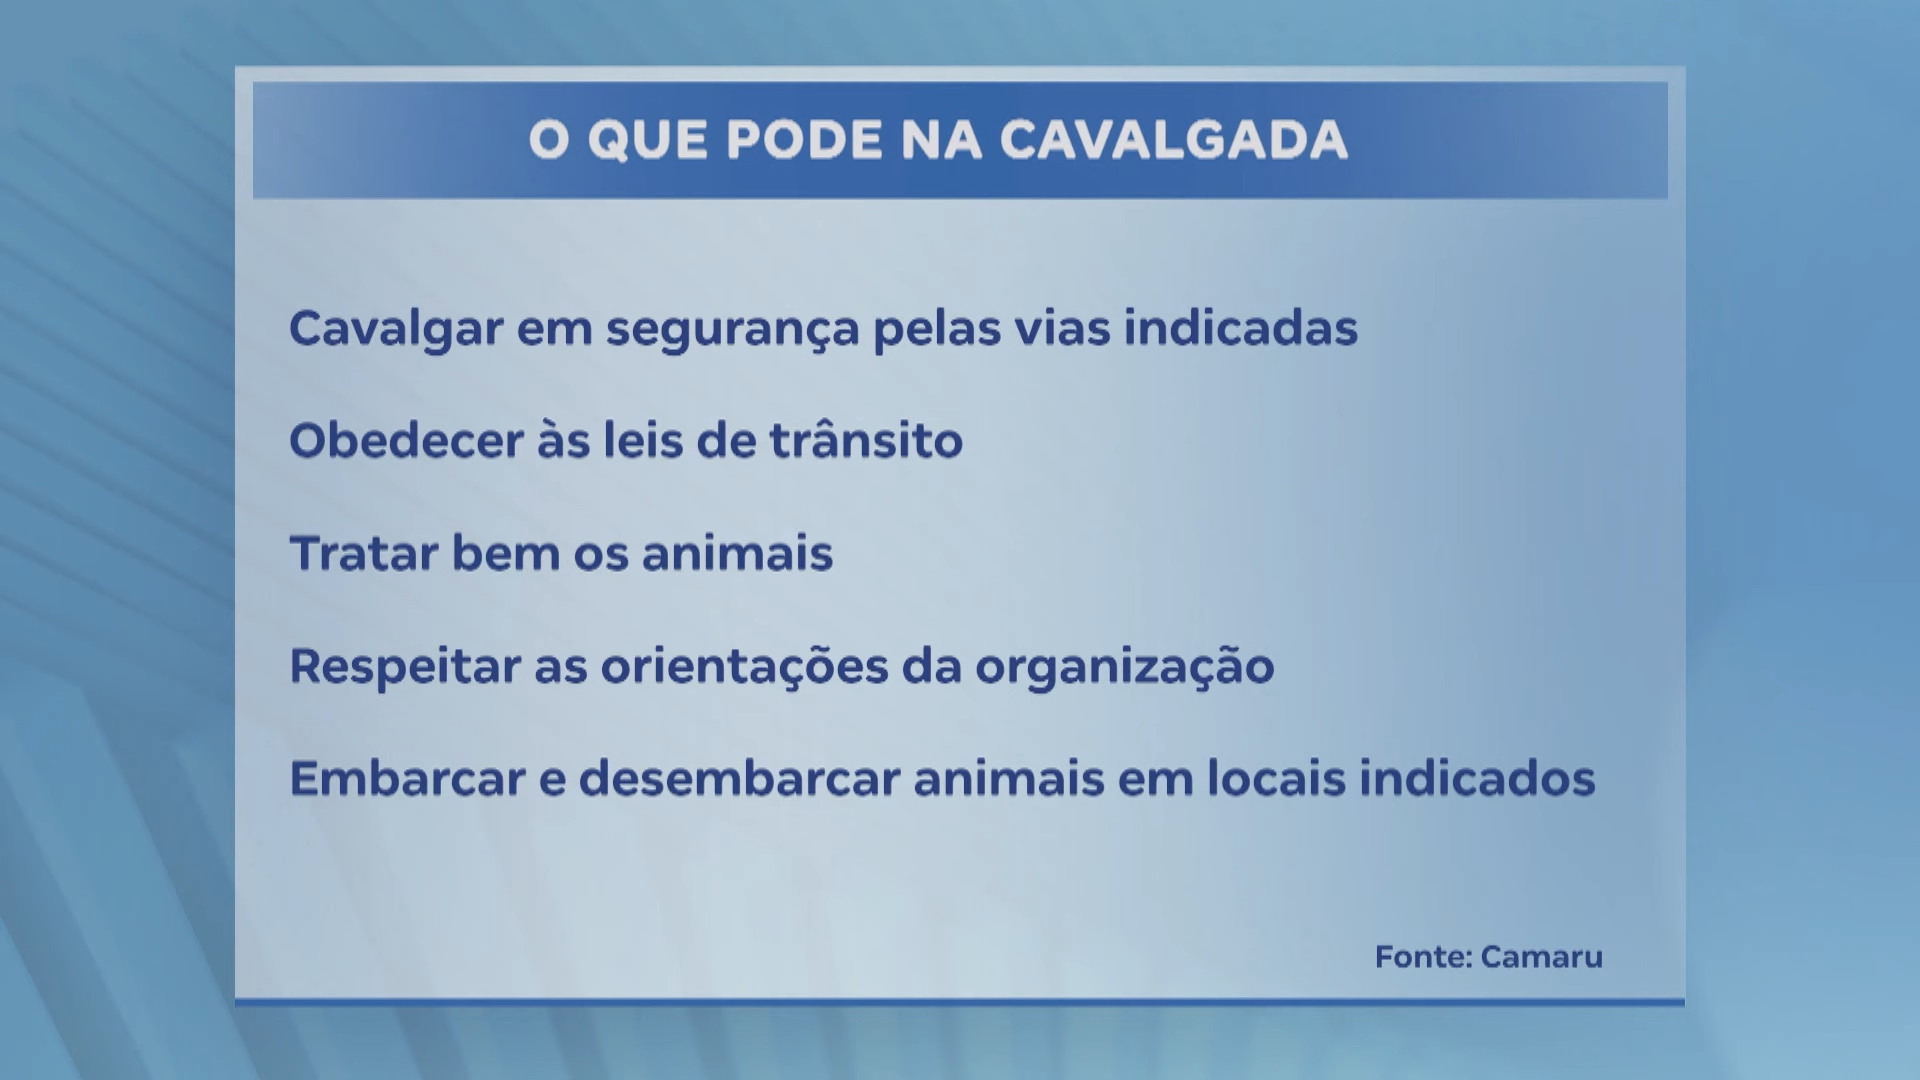 O QUE PODE NA CAVALGADA
Cavalgar em segurança pelas vias indicadas
Obedecer às leis de trânsito
Tratar bem os animais
Respeitar as orientações da organização
Embarcar e desembarcar animais em locais indicados
Fonte: Camaru